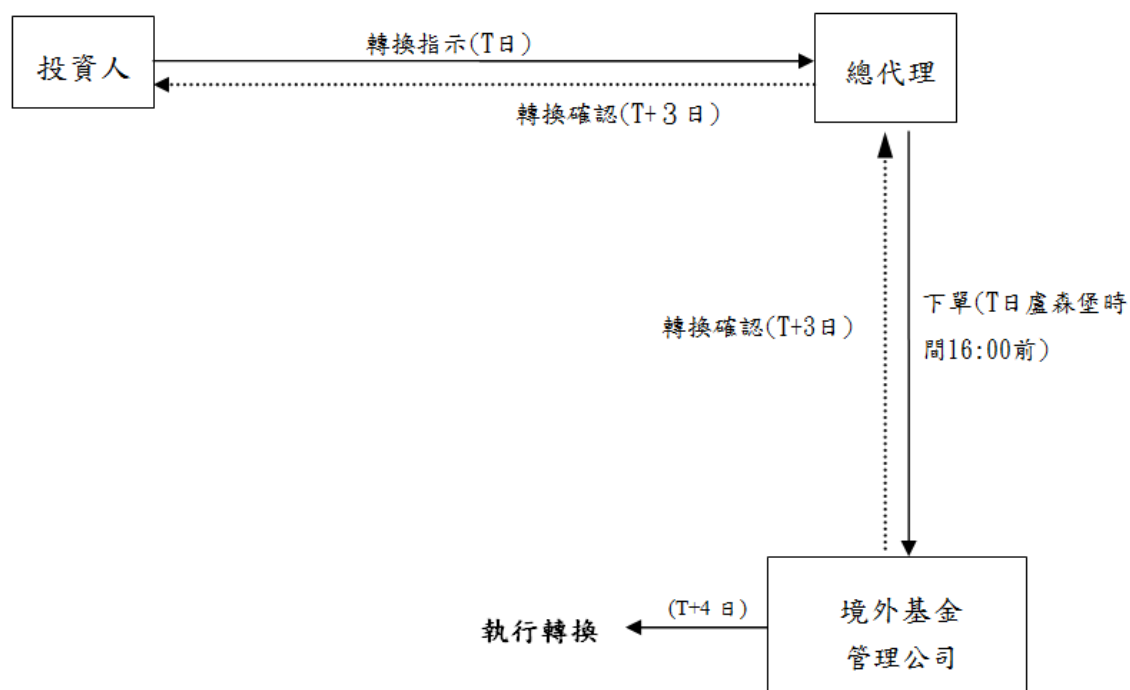 轉換指示(T日)
投資人
總代理
轉換確認(T+３日)
下單(T日盧森堡時
間16:00前)
轉換確認(T+3日)
(T+4 日)
執行轉換
境外基金
管理公司